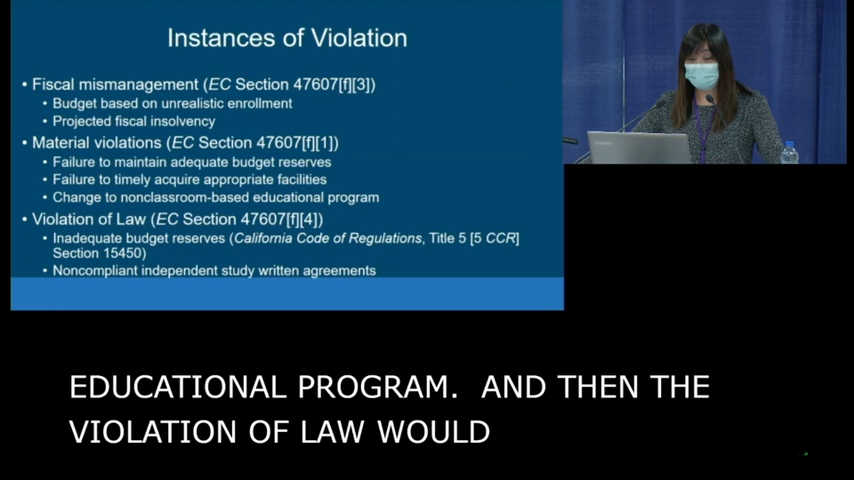 Instances of Violation
• Fiscal mismanagement (EC Section 47607[f][3])
• Budget based on unrealistic enrollment
• Projected fiscal insolvency
• Material violations (EC Section 47607[f][1])
• Failure to maintain adequate budget reserves
• Failure to timely acquire appropriate facilities
• Change to nonclassroom-based educational program
• Violation of Law (EC Section 47607[f][4])
• Inadequate budget reserves (California Code of Regulations, Title 5 [5 CCR]
Section 15450)
• Noncompliant independent study written agreements
EDUCATIONAL PROGRAM.  AND THEN THE
VIOLATION OF LAW WOULD